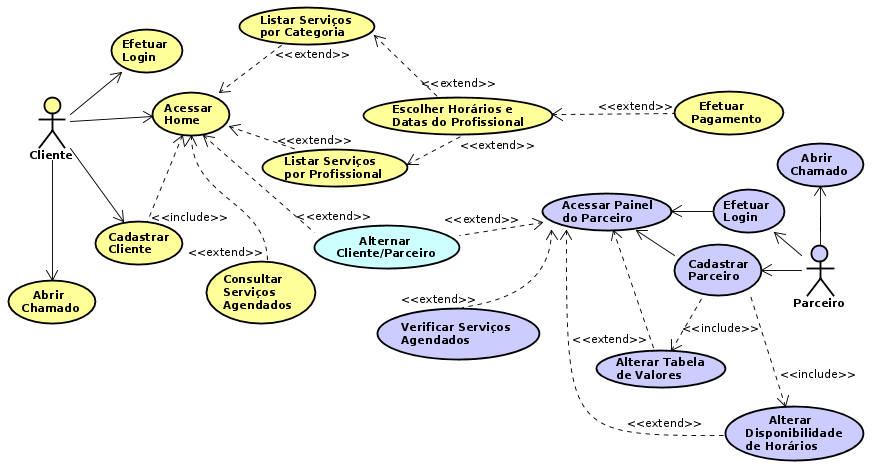 Listar Serviços
por Categoria
Efetuar
Login
<<extend>>
<<extend>>
Acessar
Home
Escolher Horários e
Datas do Profissional
<<extend>>
Efetuar
Pagamento
Cliente
<<extend>>
<<extend>>
Listar Serviços
por Profissional
Abrir
Chamado
<<include>>
<<extend>>
<<extend>>
Acessar Painel
do Parceiro
Efetuar
Login
Cadastrar
Cliente
Alternar
Cliente/Parceiro
<<extend>>
Cadastrar
Parceiro
Parceiro
Consultar
Serviços
Agendados
Abrir
Chamado
<<extend>>
Verificar Serviços
Agendados
<<extend>>
<<include>>
Alterar Tabela
de Valores
<<include>>
<<extend>>
Alterar
Disponibilidade
de Horários